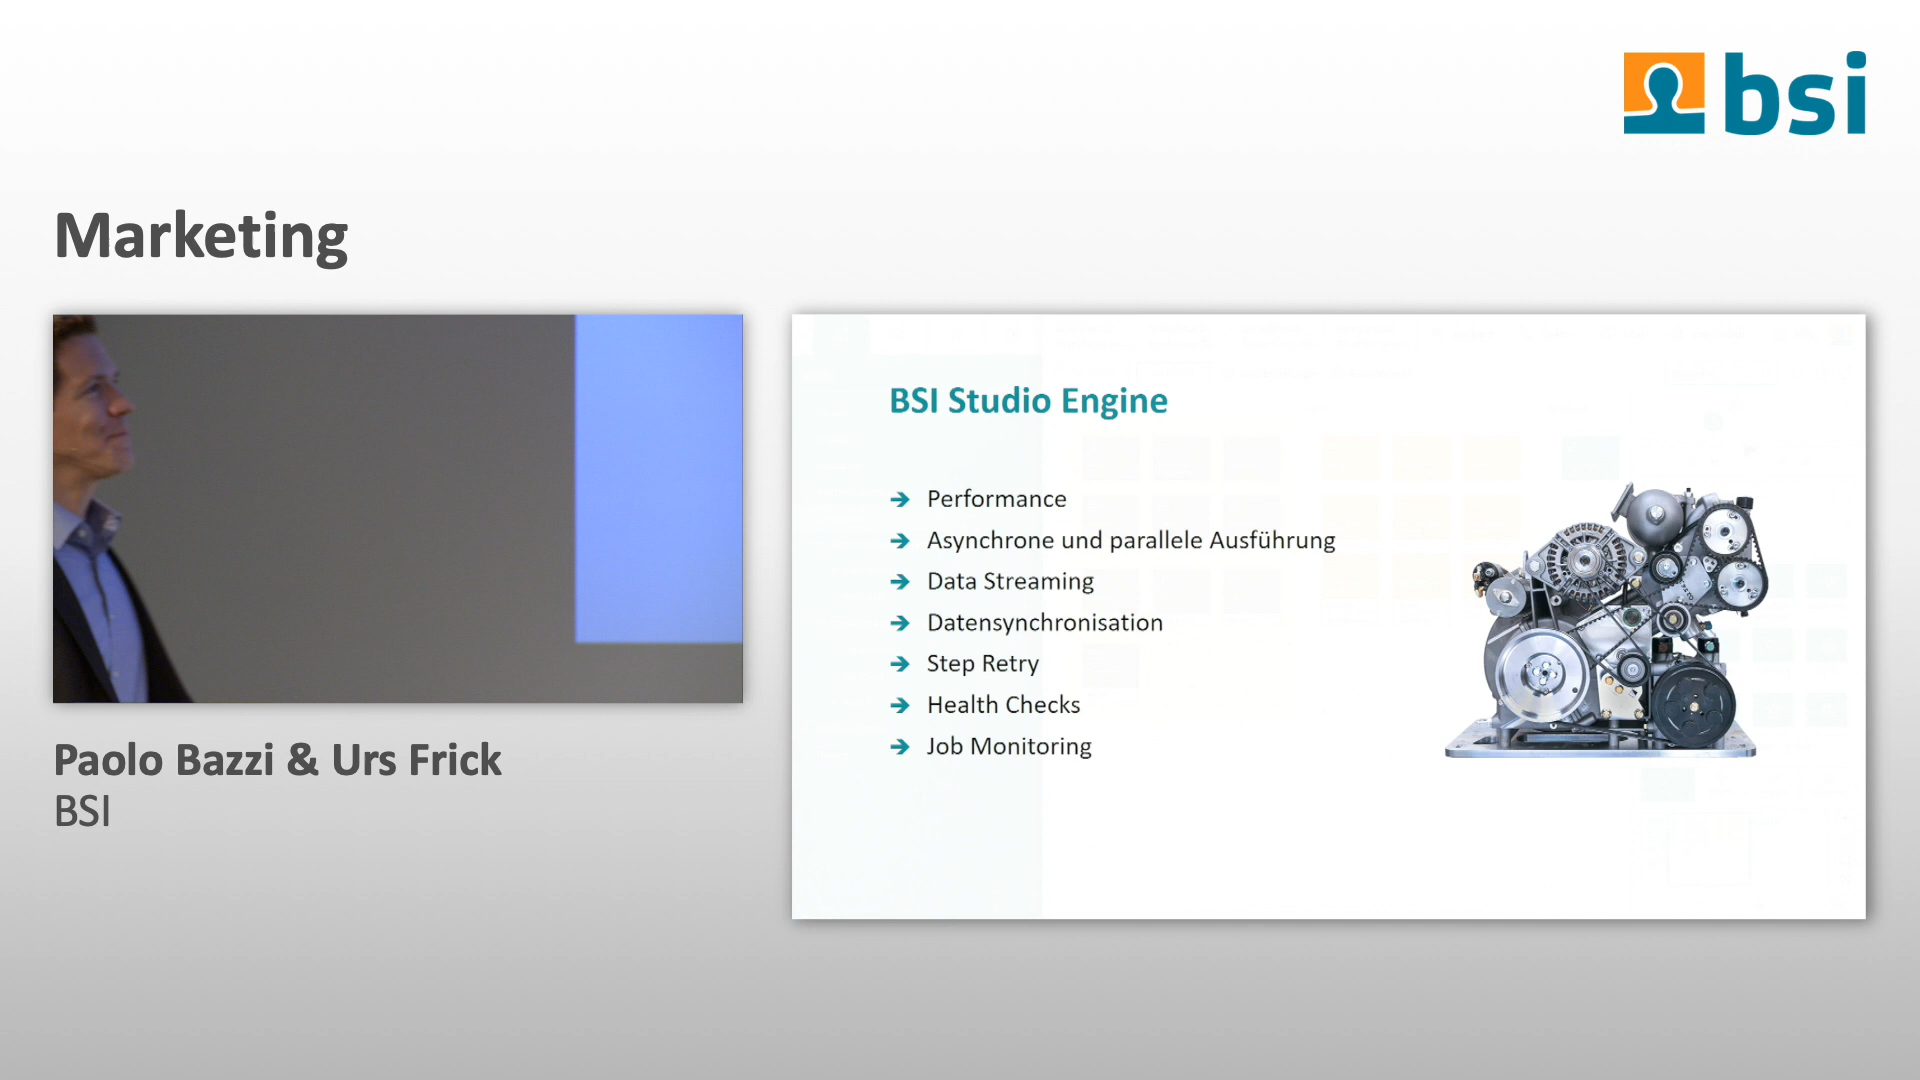 bsi
Marketing
BSI Studio Engine
➔ Performance
➔ Asynchrone und parallele Ausführung
➔ Data Streaming
➔ Datensynchronisation
➔ Step Retry
➔ Health Checks
➔ Job Monitoring
Paolo Bazzi & Urs Frick
BSI